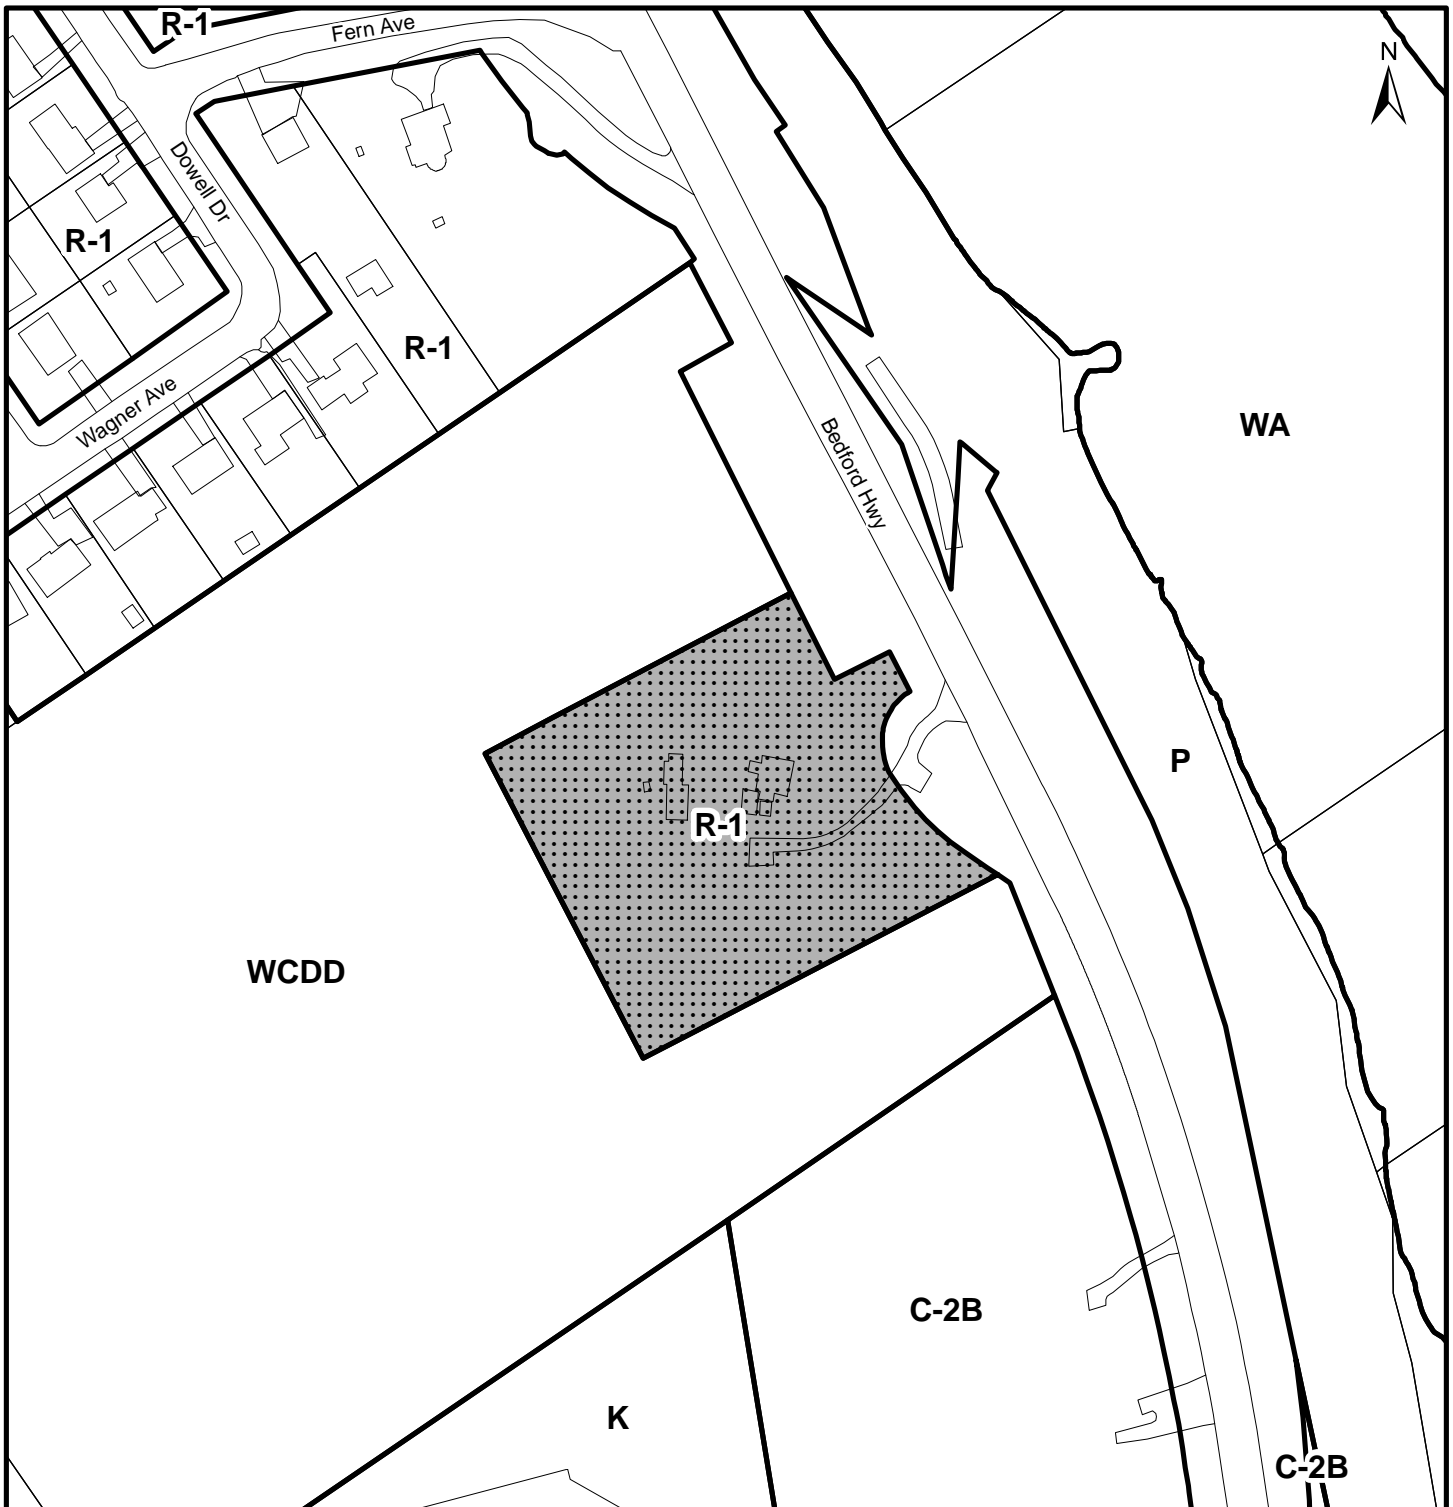 R-1
Fern Ave
N
Dowell Dr
R-1
R-1
Wagner Ave
Bedford Hwy
WA
P
R-1
WCDD
C-2B
K
C-2B